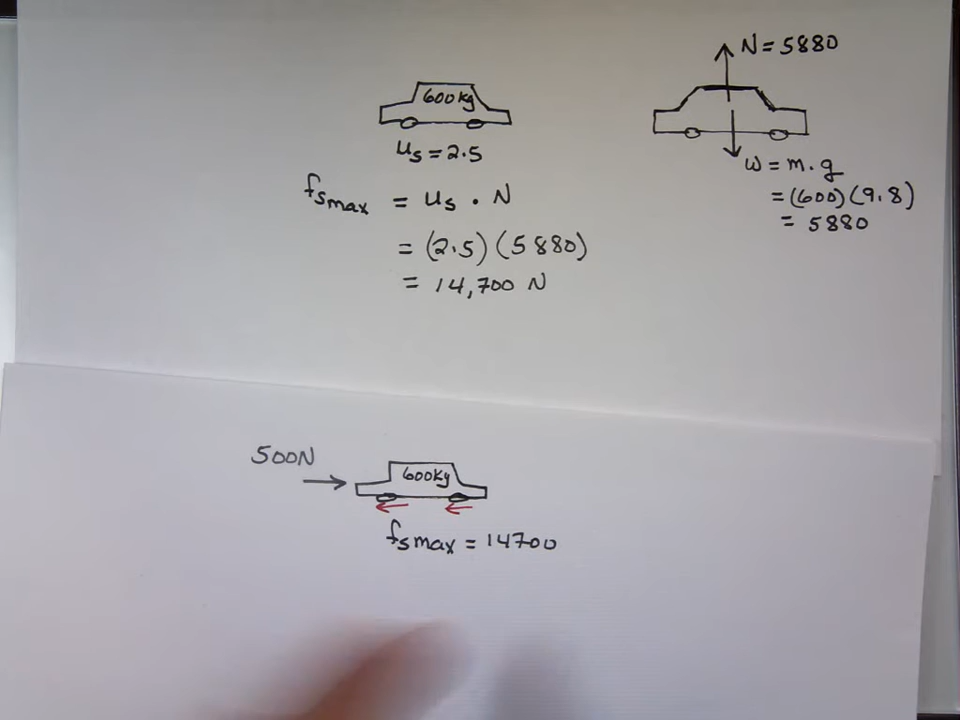 600kg
us = 2.5
fsmax = us · N
= (2.5)(5880)
= 14,700 N
N = 5880
W = m.g
= (600)(9.8)
= 5880
500N
600kg
fsmax = 14700